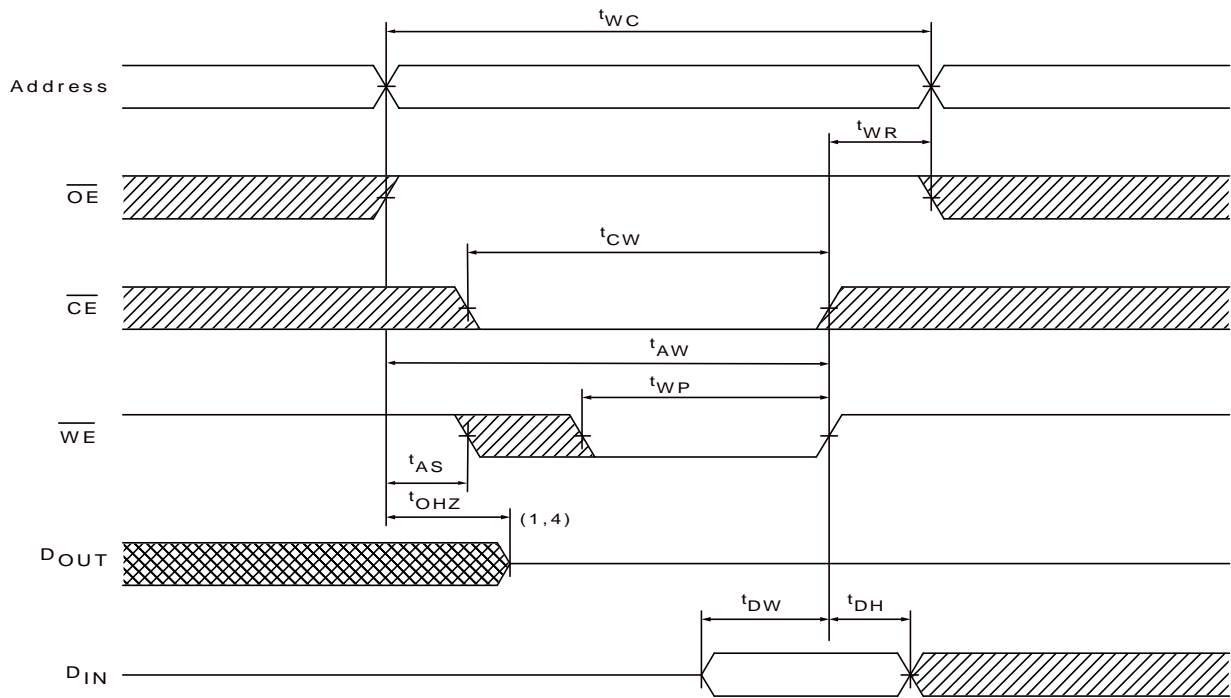 tWC
Address
tWR
OE
tCW
CE
tAW
tWP
WE
tAS
tOHZ
(1,4)
DOUT
tDW
tDH
DIN